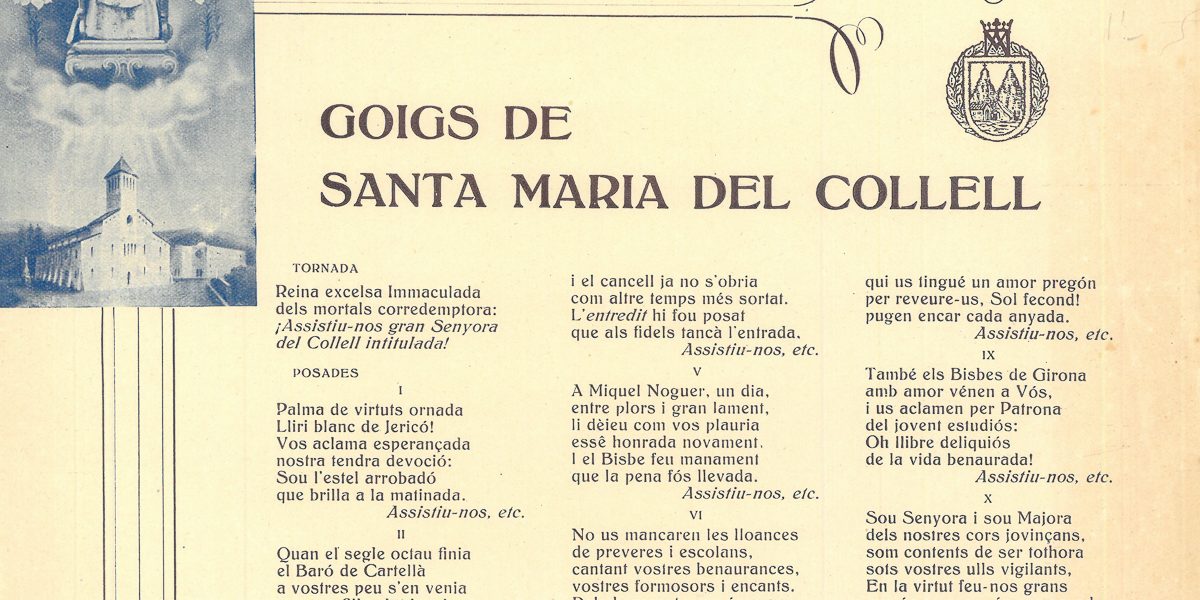 GOIGS DE
SANTA MARIA DEL COLLELL
TORNADA
Reina excelsa Immaculada
dels mortals corredemptora:
¡Assistiu-nos gran Senyora
del Collell intitulada!
POSADES
I
Palma de virtuts ornada
Lliri blanc de Jericó!
Vos aclama esperançada
nostra tendra devoció:
Sou l'estel arrobadó
que brilla a la matinada.
Assistiu-nos, etc.
II
Quan el segle octau finia
el Baró de Cartellà
a vostres peu s'en venia
i el cancell ja no s'obria
com altre temps més sortat.
L'entredit hi fou posat
que als fidels tancà l'entrada.
Assistiu-nos, etc.
V
A Miquel Noguer, un dia,
entre plors i gran lament,
li dèieu com vos plauria
essê honrada novament.
I el Bisbe feu manament
que la pena fós llevada.
Assistiu-nos, etc.
VI
No us mancaren les lloances
de preveres i escolans,
cantant vostres benaurances,
vostres formosors i encants.
qui us tingué un amor pregón
per reveure-us, Sol fecond!
pugen encar cada anyada.
Assistiu-nos, etc.
IX
També els Bisbes de Girona
amb amor vénen a Vós,
i us aclamen per Patrona
del jovent estudiós:
Oh llibre deliquiós
de la vida benaurada!
Assistiu-nos, etc.
X
Sou Senyora i sou Majora
dels nostres cors jovinçans,
som contents de ser tothora
sots vostres ulls vigilants,
En la virtut feu-nos grans